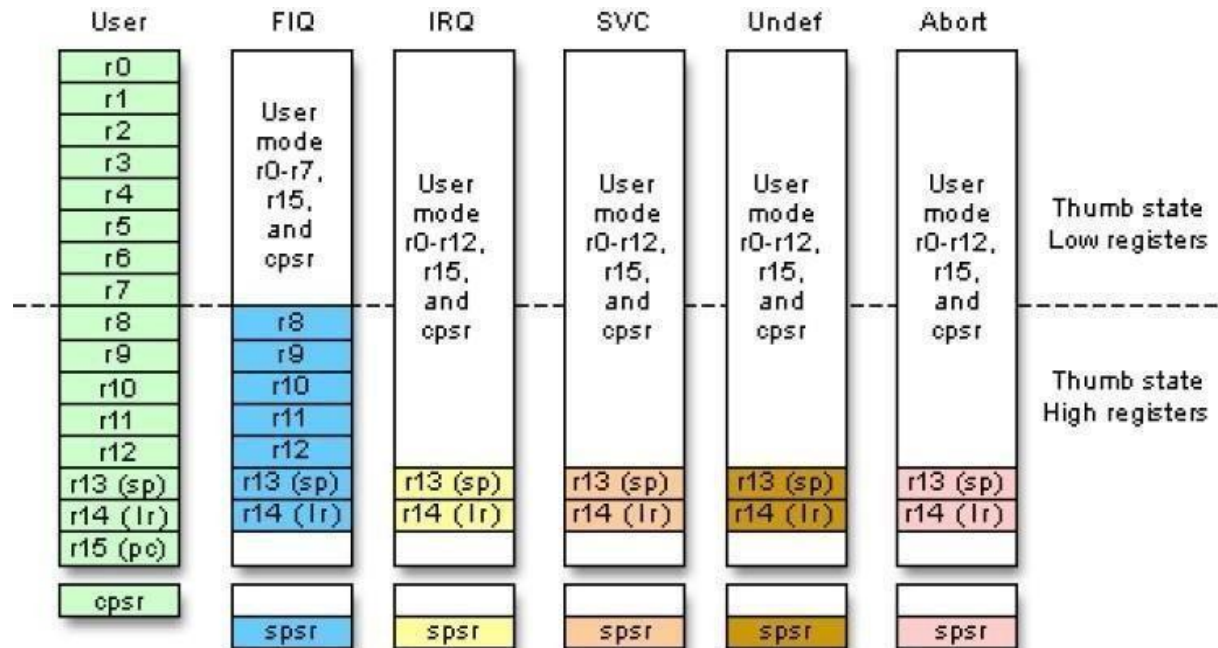 User
FIQ
IRQ
SVC
Undef
Abort
r0
r1
r2
r3
r4
r5
r6
r7
r8
r9
r10
r11
r12
r13 (sp)
r14 (lr)
r15 (pc)
cpsr
User
mode
r0-r7,
r15,
and
cpsr
r8
r9
r10
r11
r12
r13 (sp)
r14 (lr)
spsr
User
mode
r0-r12,
r15,
and
cpsr
r13 (sp)
r14 (lr)
spsr
User
mode
r0-r12,
r15,
and
cpsr
r13 (sp)
r14 (lr)
spsr
User
mode
r0-r12,
r15,
and
cpsr
r13 (sp)
r14 (lr)
spsr
User
mode
r0-r12,
r15,
and
cpsr
r13 (sp)
r14 (lr)
spsr
Thumb state
Low registers
Thumb state
High registers